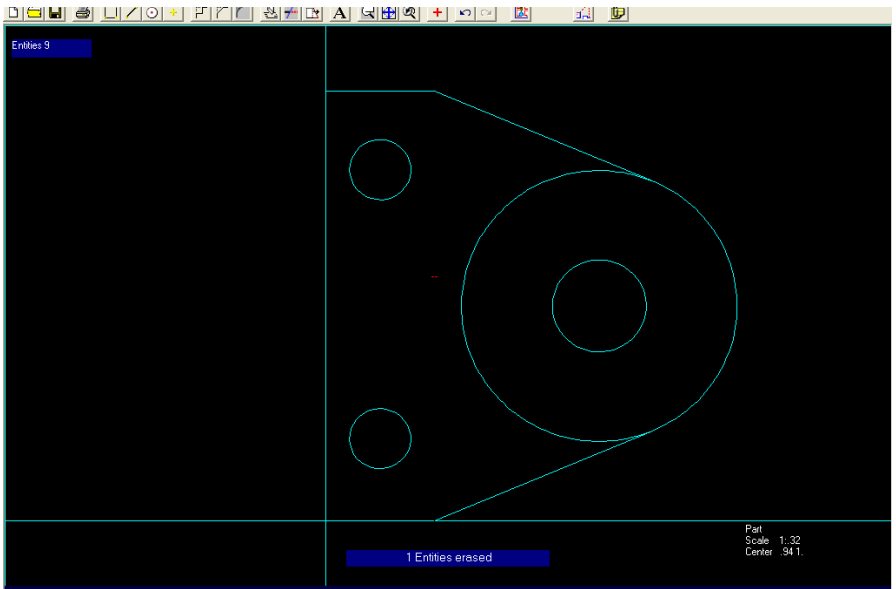 A
Entities 9
Part
Scale 1:.32
Center .94 1.
1 Entities erased